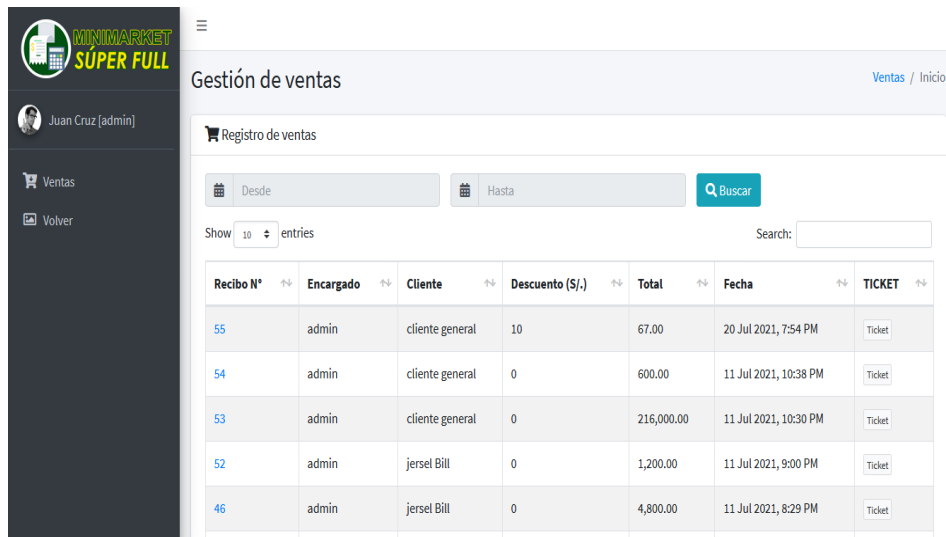 MINIMARKET
SÚPER FULL
Juan Cruz [admin]
Ventas
Volver
Gestión de ventas
Ventas / Inicio
Registro de ventas
Desde
Hasta
Buscar
Show 10 entries
Search:
Recibo N° Encargado Cliente Descuento (S/.) Total Fecha TICKET
55 admin cliente general 10 67.00 20 Jul 2021, 7:54 PM Ticket
54 admin cliente general 0 600.00 11 Jul 2021, 10:38 PM Ticket
53 admin cliente general 0 216,000.00 11 Jul 2021, 10:30 PM Ticket
52 admin jersel Bill 0 1,200.00 11 Jul 2021, 9:00 PM Ticket
46 admin jersel Bill 0 4,800.00 11 Jul 2021, 8:29 PM Ticket